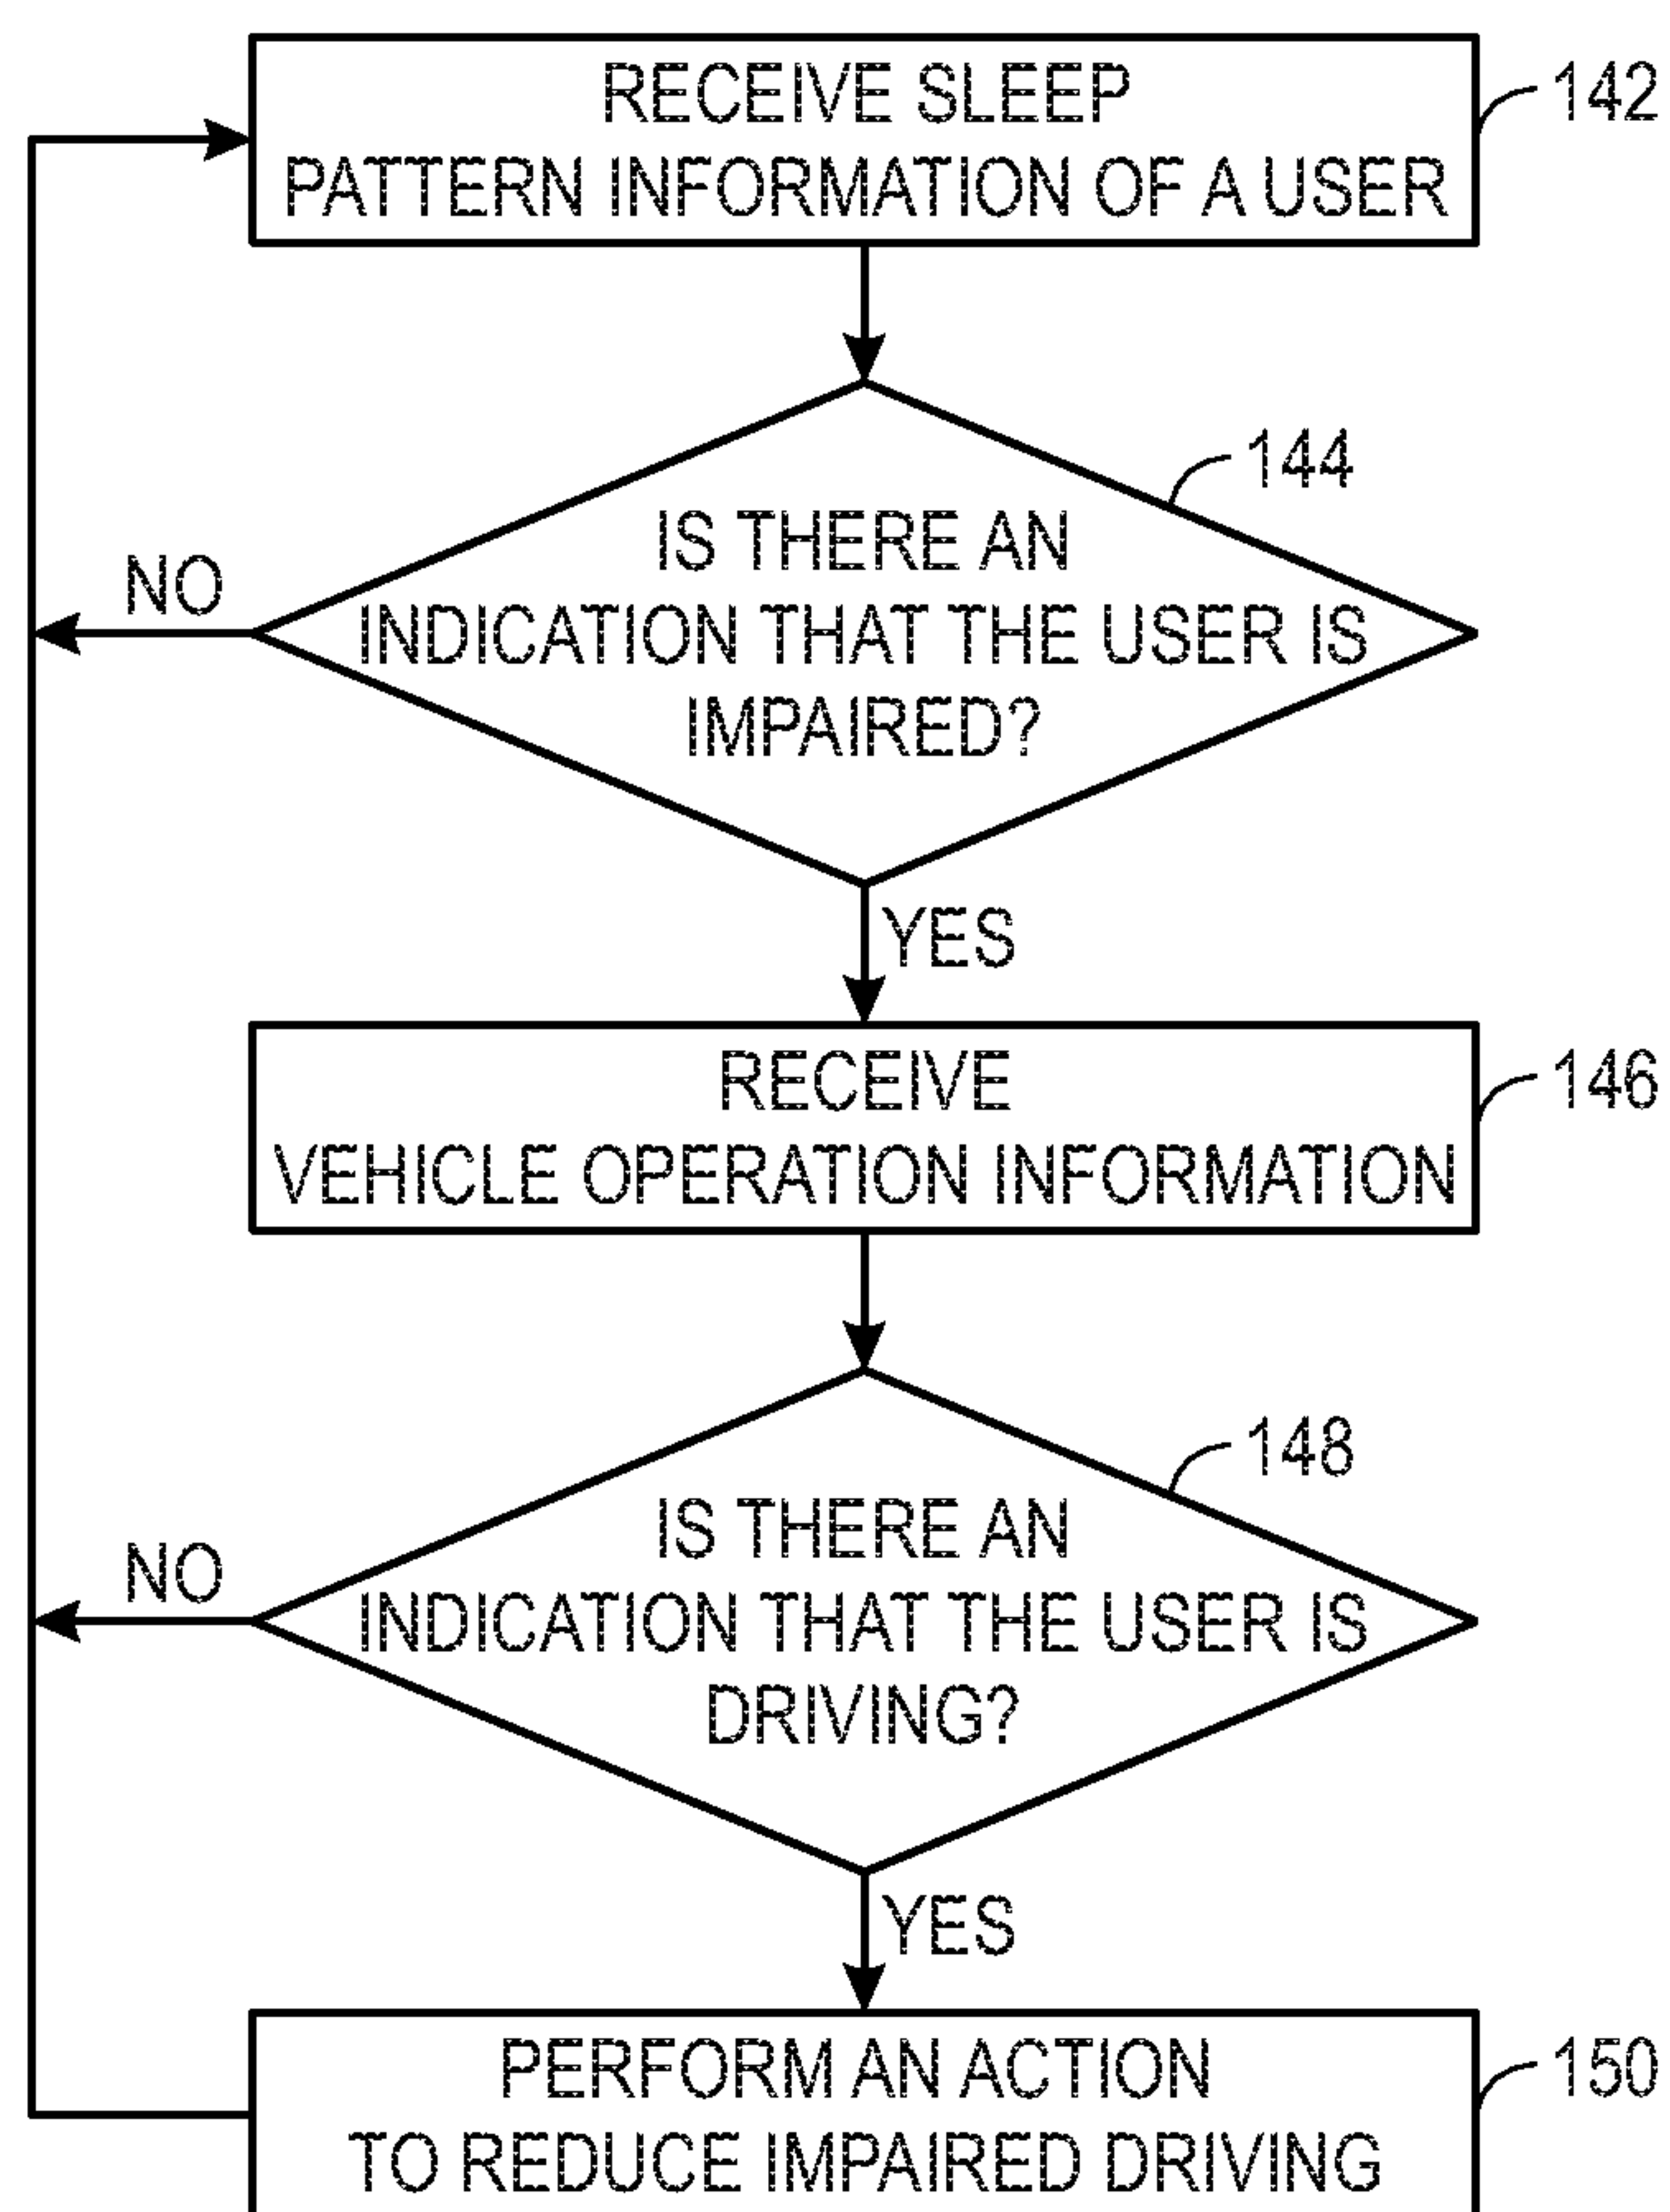 RECEIVE SLEEP
PATTERN INFORMATION OF A USER
142
144
IS THERE AN
INDICATION THAT THE USER IS
IMPAIRED?
NO
YES
RECEIVE
VEHICLE OPERATION INFORMATION
146
148
IS THERE AN
INDICATION THAT THE USER IS
DRIVING?
NO
YES
PERFORM AN ACTION
TO REDUCE IMPAIRED DRIVING
150